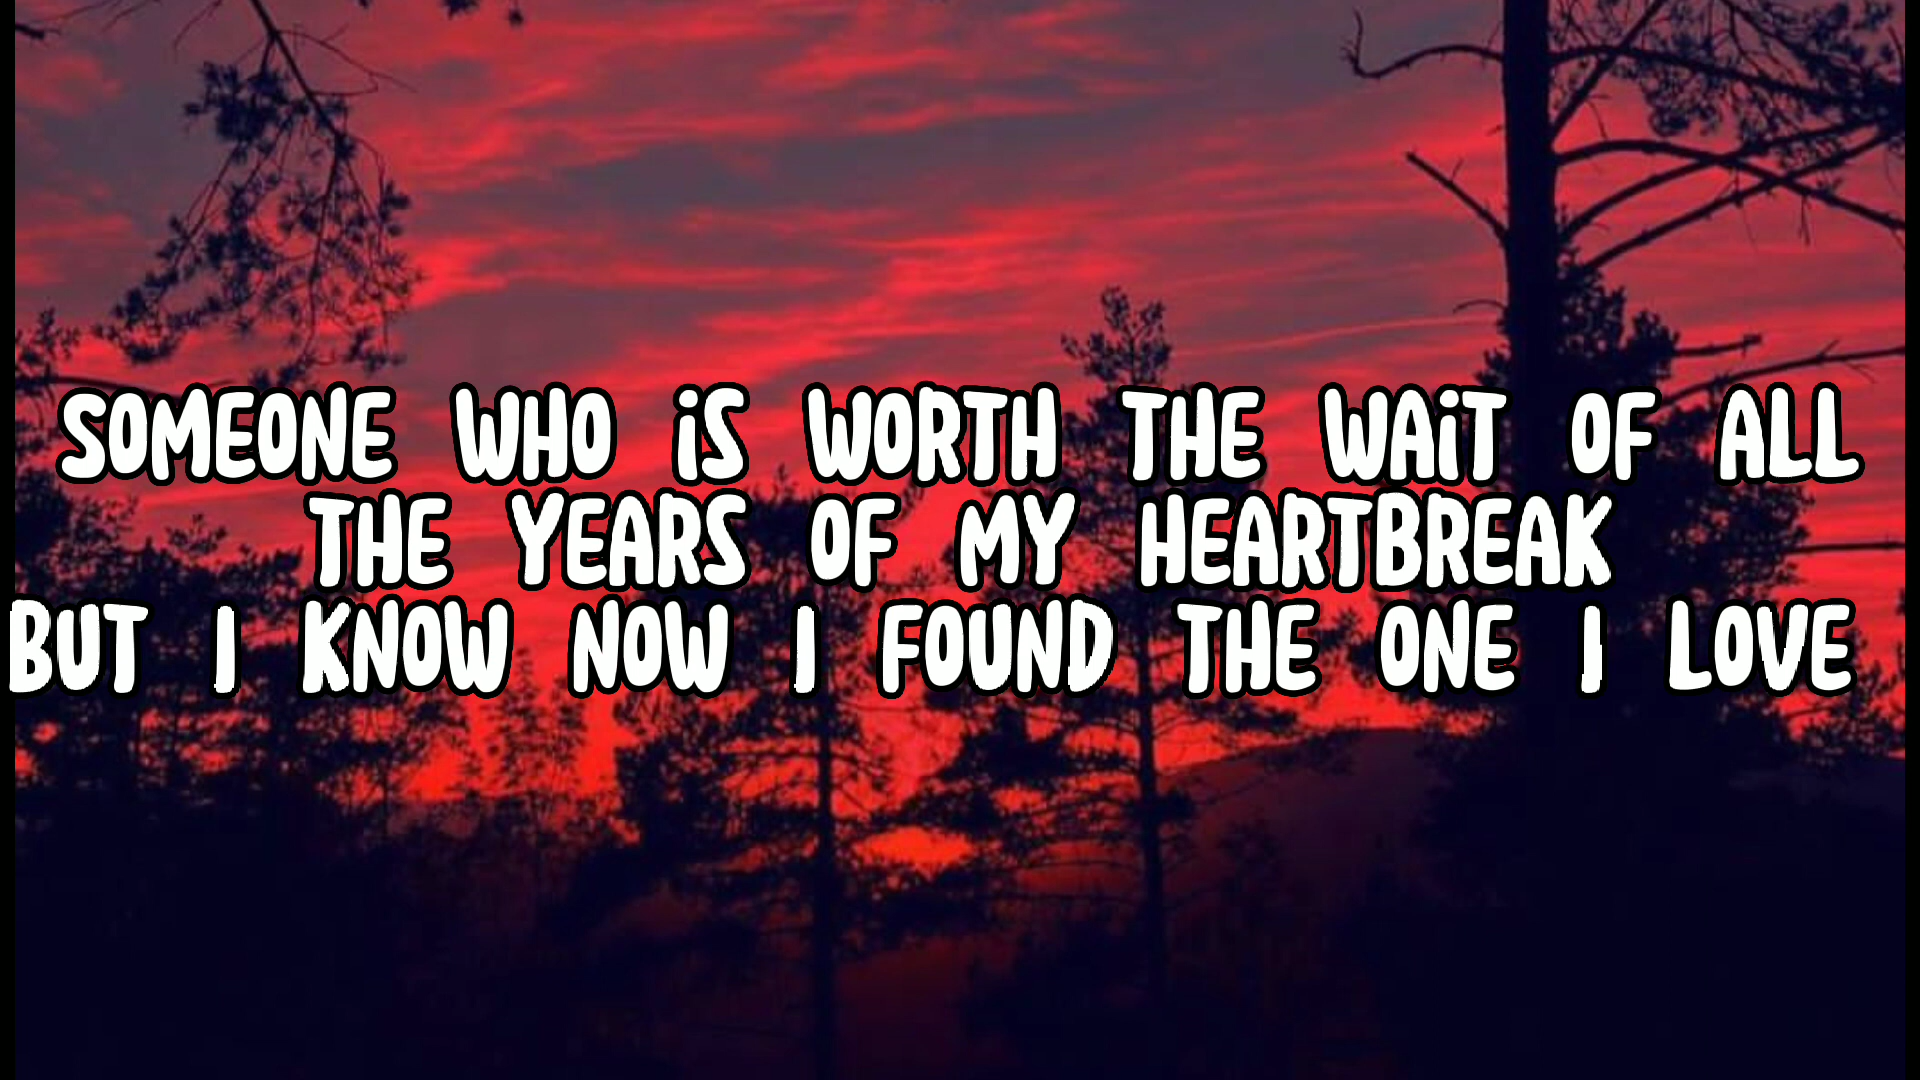 SOMEONE WHO iS WORTH THE WAiT OF ALL
THE YEARS OF MY HEARTBREAK
BUT I KNOW NOW I FOUND THE ONE I LOVE